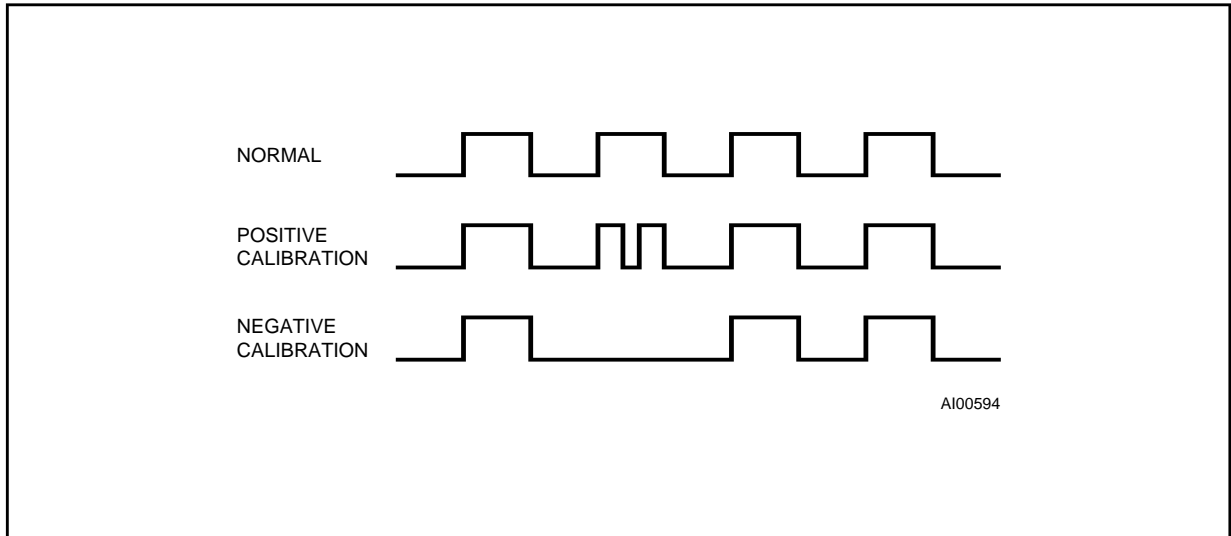 NORMAL
POSITIVE
CALIBRATION
NEGATIVE
CALIBRATION
AI00594